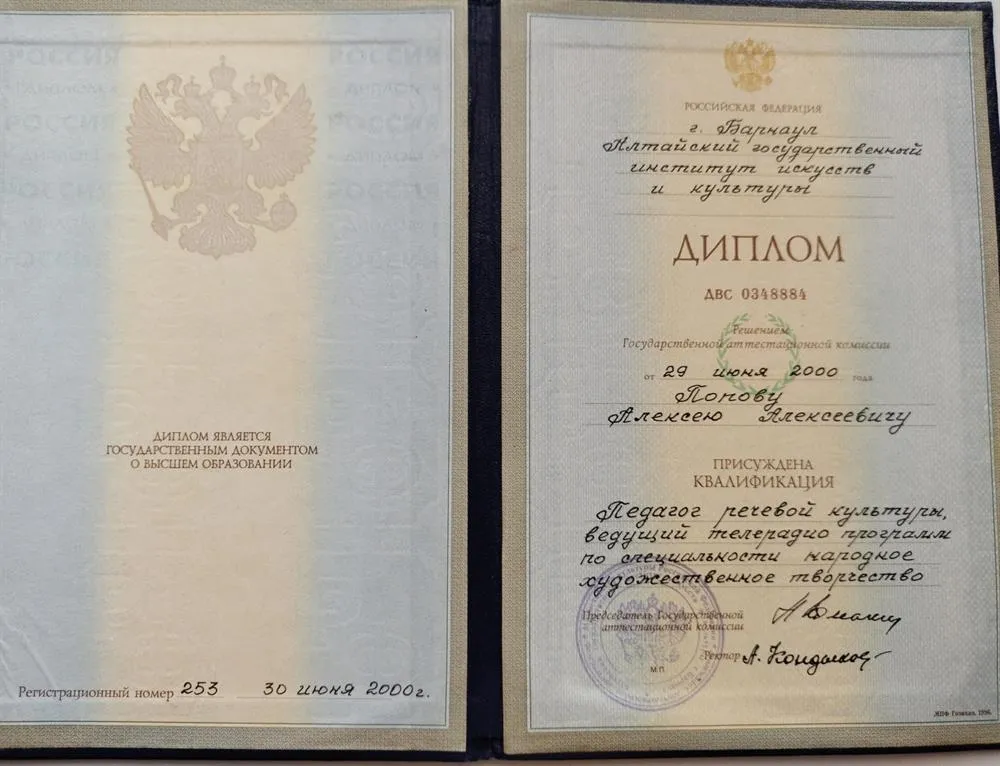 ДИПЛОМ ЯВЛЯЕТСЯ
ГОСУДАРСТВЕННЫМ ДОКУМЕНТОМ
О ВЫСШЕМ ОБРАЗОВАНИИ
Регистрационный номер 253 30 июня 2000г.
РОССИЙСКАЯ ФЕДЕРАЦИЯ
г. Барнаул
Алтайский государственный
институт искусств
и культуры
ДИПЛОМ
ДВС 0348884
Решением
Государственной аттестационной комиссии
от 29 июня 2000 года
Попову
Алексею Алексеевичу
ПРИСУЖДЕНА
КВАЛИФИКАЦИЯ
Педагог речевой культуры,
ведущий телерадио программ
по специальности народное
художественное творчество
Председатель Государственной
аттестационной комиссии
Ректор
М.П.